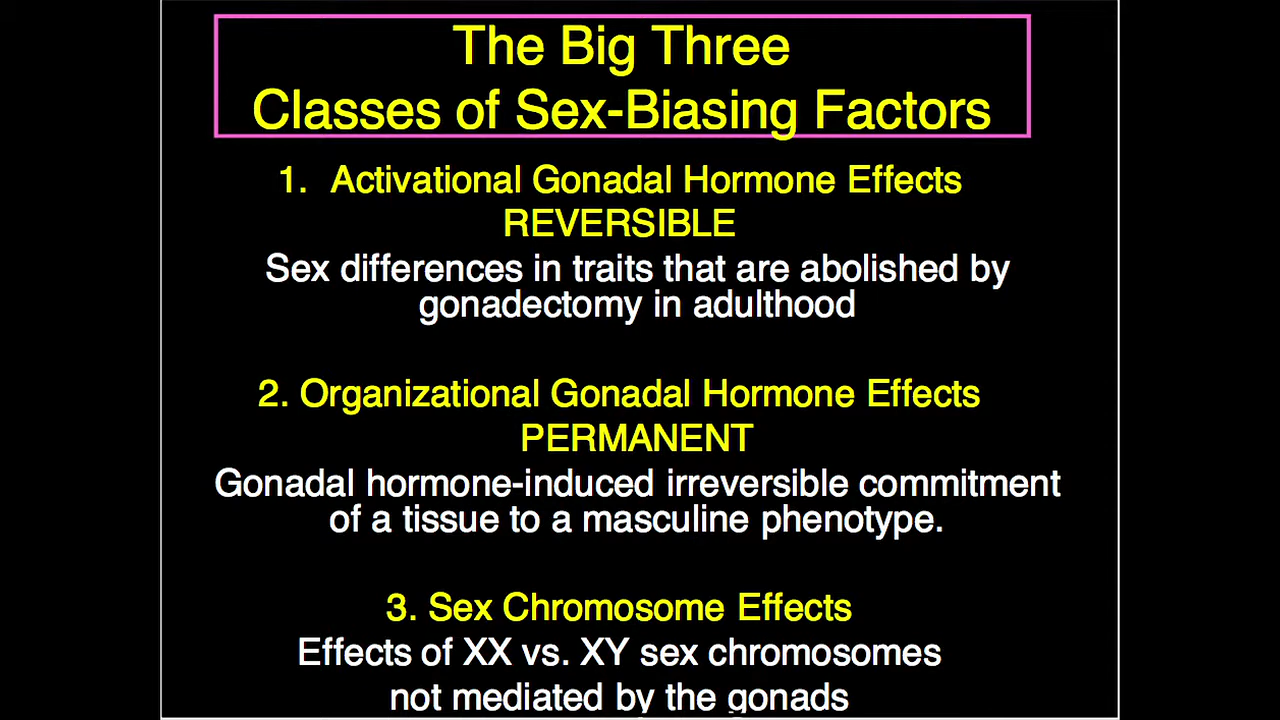 The Big Three
Classes of Sex-Biasing Factors
1. Activational Gonadal Hormone Effects
REVERSIBLE
Sex differences in traits that are abolished by
gonadectomy in adulthood
2. Organizational Gonadal Hormone Effects
PERMANENT
Gonadal hormone-induced irreversible commitment
of a tissue to a masculine phenotype.
3. Sex Chromosome Effects
Effects of XX vs. XY sex chromosomes
not mediated by the gonads